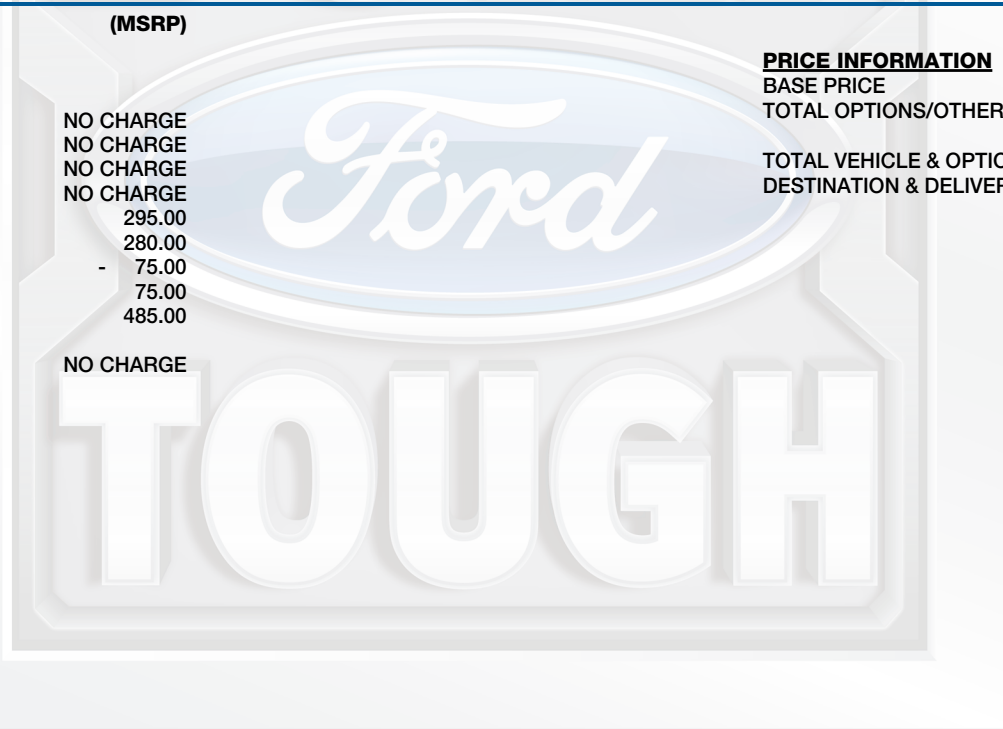 (MSRP)
NO CHARGE
NO CHARGE
NO CHARGE
NO CHARGE
295.00
280.00
- 75.00
75.00
485.00
NO CHARGE
PRICE INFORMATION
BASE PRICE
TOTAL OPTIONS/OTHER
TOTAL VEHICLE & OPTIO
DESTINATION & DELIVER
Ford
TOUGH